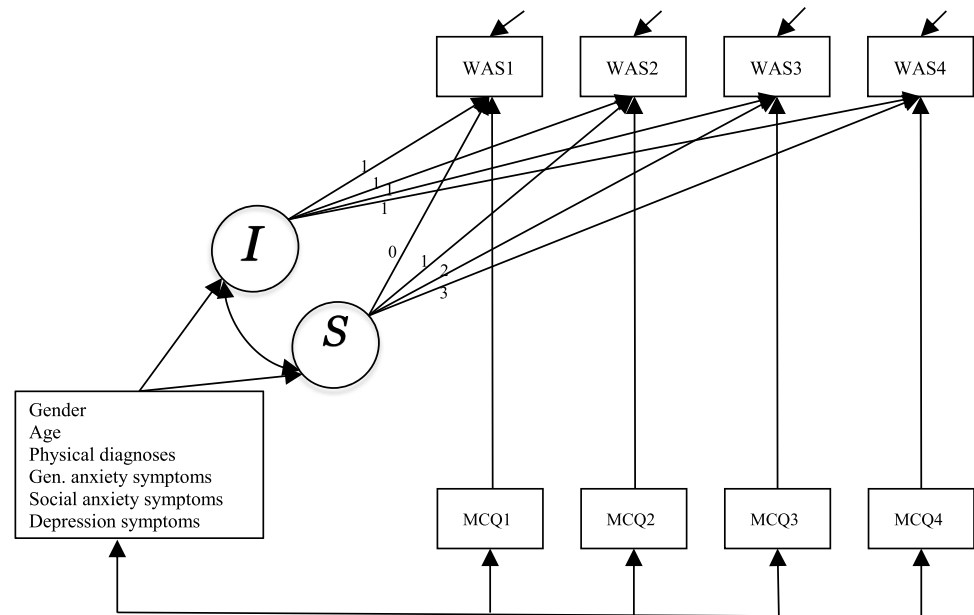 WAS1
WAS2
WAS3
WAS4
1
1
1
1
I
0
1
2
3
S
Gender
Age
Physical diagnoses
Gen. anxiety symptoms
Social anxiety symptoms
Depression symptoms
MCQ1
MCQ2
MCQ3
MCQ4